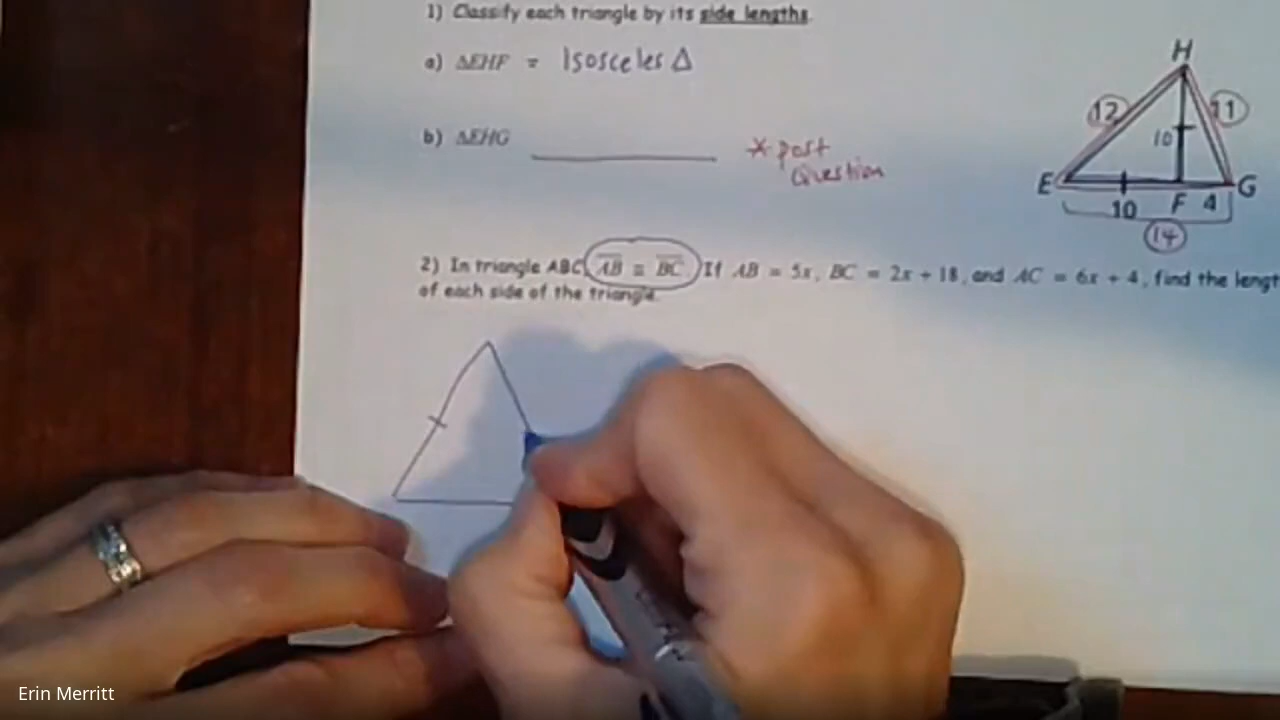 1) Classify each triangle by its side lengths.
a) ΔEHF = Isosceles Δ
b) ΔEHG
* post
Question
H
12
11
10
E
G
10
F
4
14
2) In triangle ABC, AB ≅ BC. If AB = 5x, BC = 2x + 18, and AC = 6x + 4, find the lengt
of each side of the triangle.
Erin Merritt